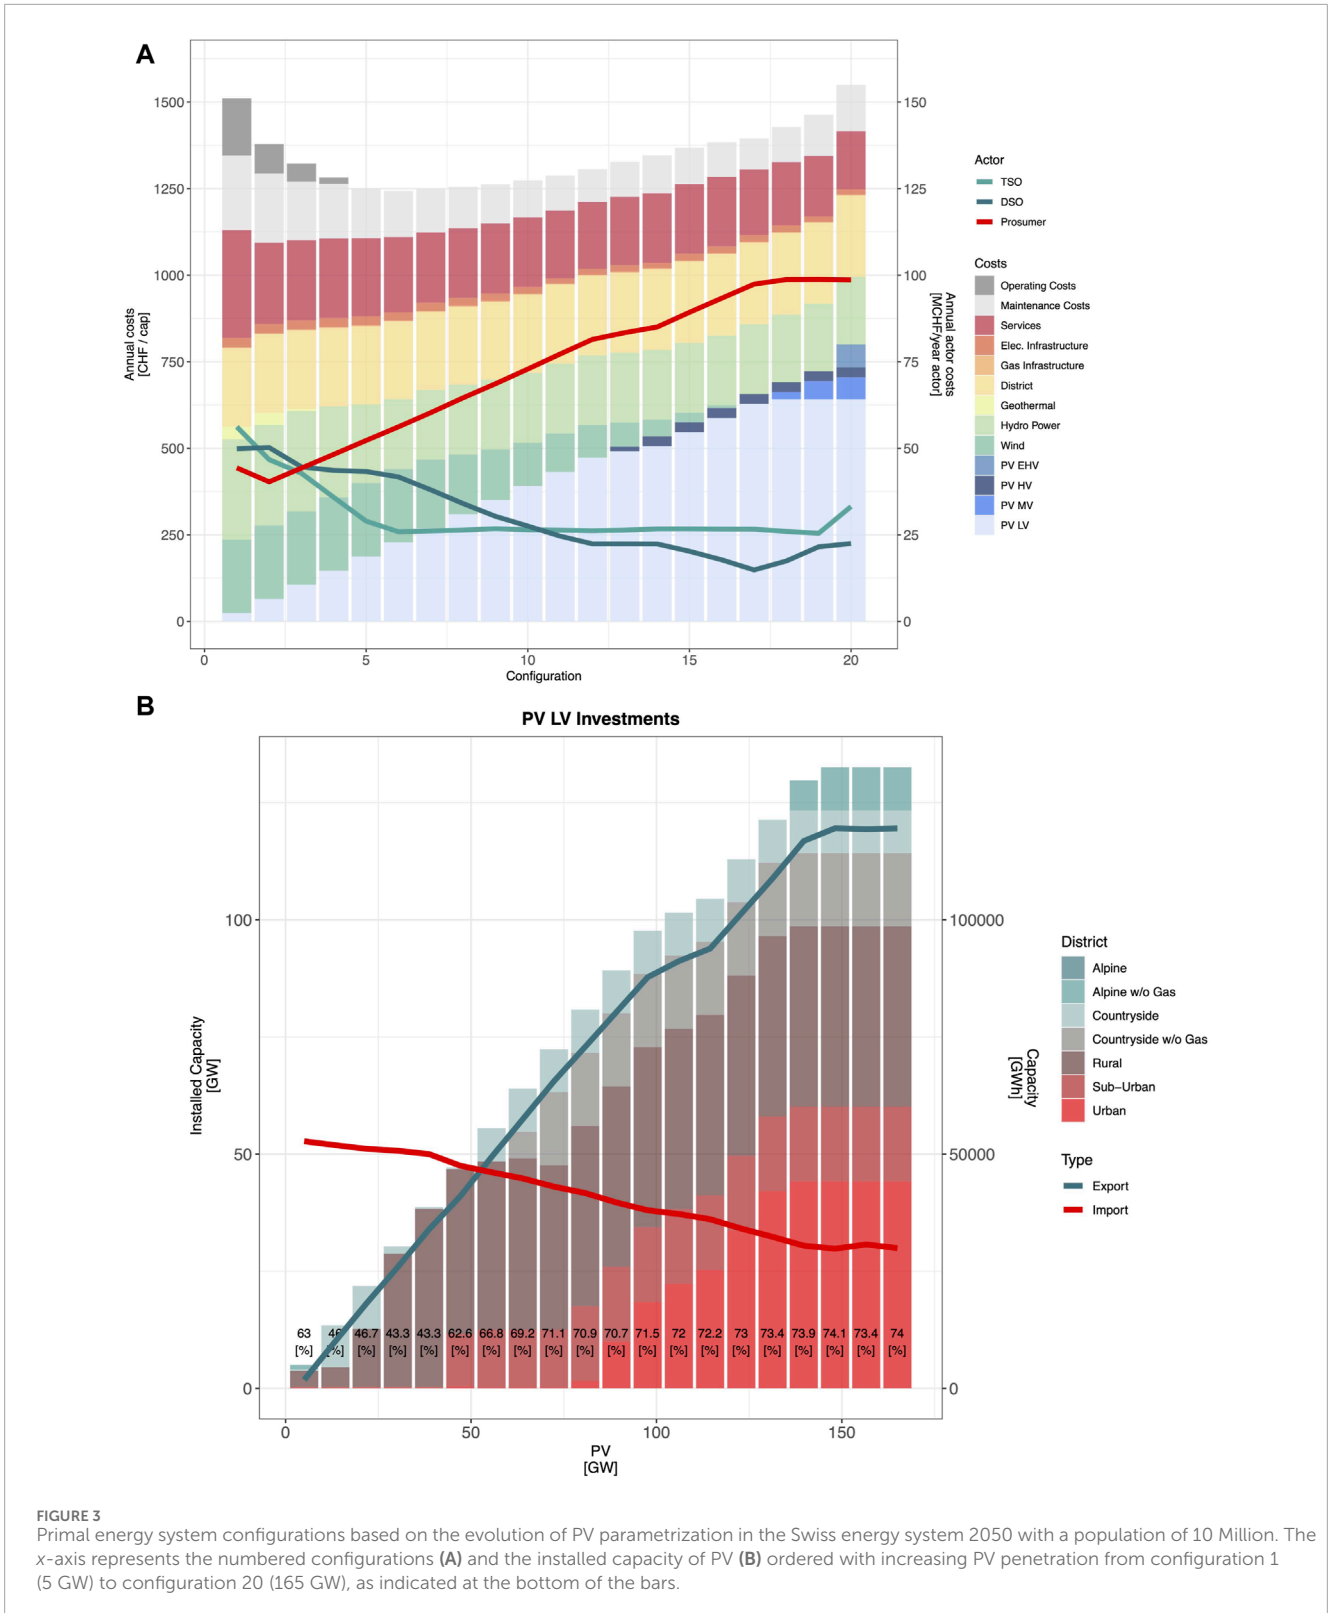 A
1500
1250
1000
750
500
250
0
Annual costs
[CHF / cap]
150
125
100
75
50
25
0
Annual actor costs
[MCHF/year actor]
0
5
10
15
20
Configuration
Actor
TSO
DSO
Prosumer
Costs
Operating Costs
Maintenance Costs
Services
Elec. Infrastructure
Gas Infrastructure
District
Geothermal
Hydro Power
Wind
PV EHV
PV HV
PV MV
PV LV
B
PV LV Investments
100
50
0
Installed Capacity
[GW]
100000
50000
0
Capacity
[GWh]
63 46 46.7 43.3 43.3 62.6 66.8 69.2 71.1 70.9 70.7 71.5 72 72.2 73 73.4 73.9 74.1 73.4 74
[%] [%] [%] [%] [%] [%] [%] [%] [%] [%] [%] [%] [%] [%] [%] [%] [%] [%] [%] [%]
0
50
100
150
PV
[GW]
District
Alpine
Alpine w/o Gas
Countryside
Countryside w/o Gas
Rural
Sub-Urban
Urban
Type
Export
Import
FIGURE 3
Primal energy system configurations based on the evolution of PV parametrization in the Swiss energy system 2050 with a population of 10 Million. The
x-axis represents the numbered configurations (A) and the installed capacity of PV (B) ordered with increasing PV penetration from configuration 1
(5 GW) to configuration 20 (165 GW), as indicated at the bottom of the bars.